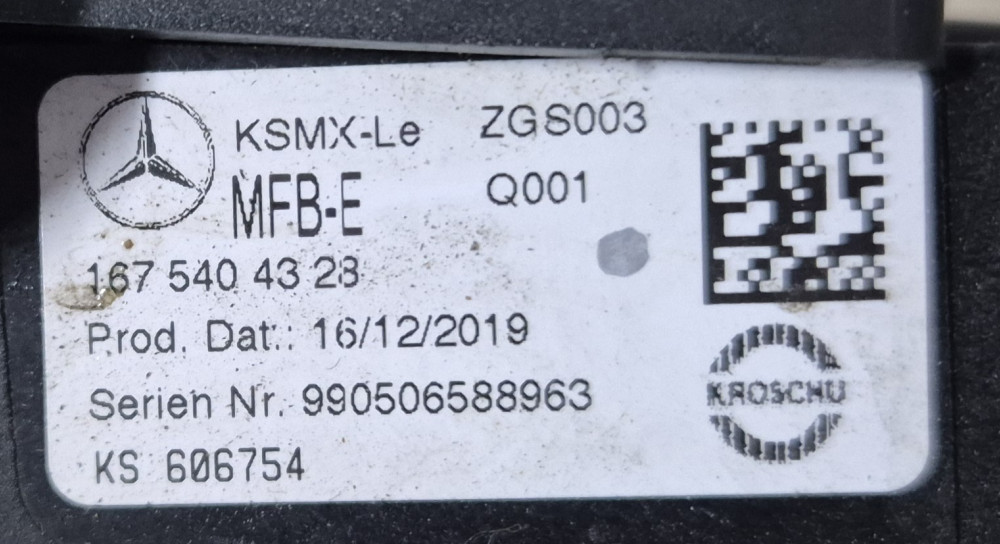 KSMX-Le ZGS003
MFB-E Q001
167 540 43 28
Prod. Dat.: 16/12/2019
Serien Nr. 990506588963
KS 606754
KROSCHU